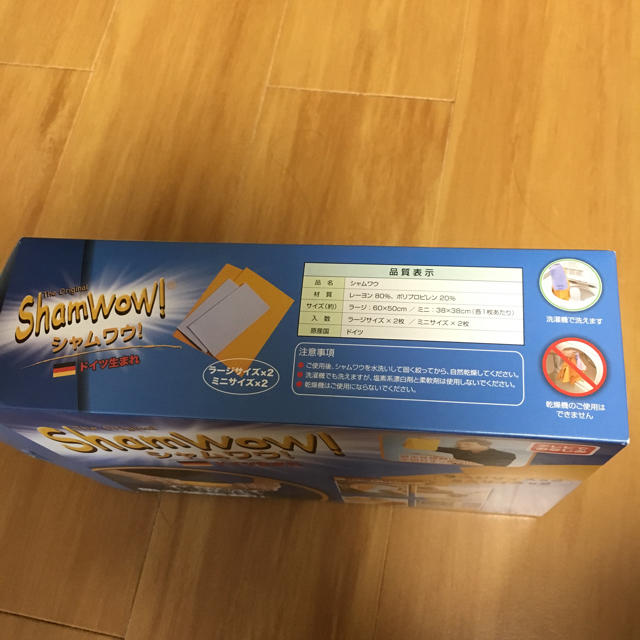 The Original
ShamWow!®
シャムワウ!
ドイツ生まれ
ラージサイズ×2
ミニサイズ×2
品質表示
品 名 シャムワウ
材 質 レーヨン 80%、ポリプロピレン 20%
サイズ(約) ラージ:60×50cm / ミニ:38×38cm(各1枚あたり)
入 数 ラージサイズ × 2枚 / ミニサイズ × 2枚
原産国 ドイツ
注意事項
● ご使用後、シャムワウを水洗いして固く絞ってから、自然乾燥してください。
● 洗濯機でも洗えますが、塩素系漂白剤と柔軟剤は使用しないでください。
● 乾燥機はご使用にならないでください。
洗濯機で洗えます
乾燥機のご使用は
できません
ShamWow!
シャムワウ!